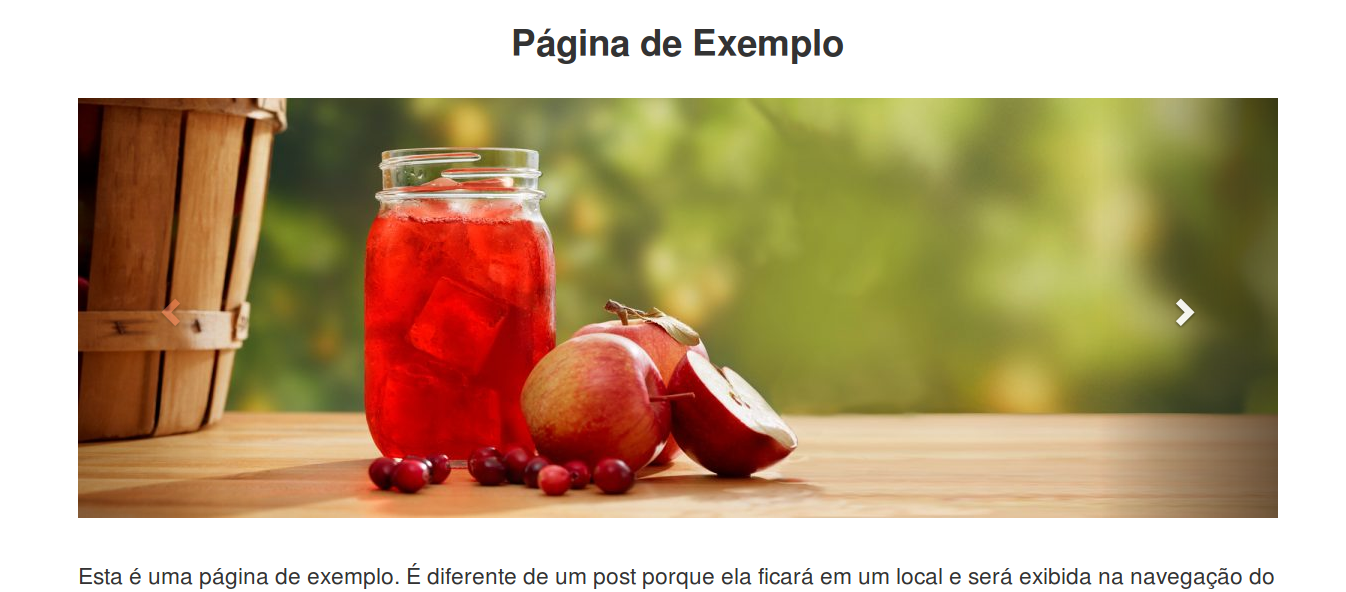 Página de Exemplo
Esta é uma página de exemplo. É diferente de um post porque ela ficará em um local e será exibida na navegação do